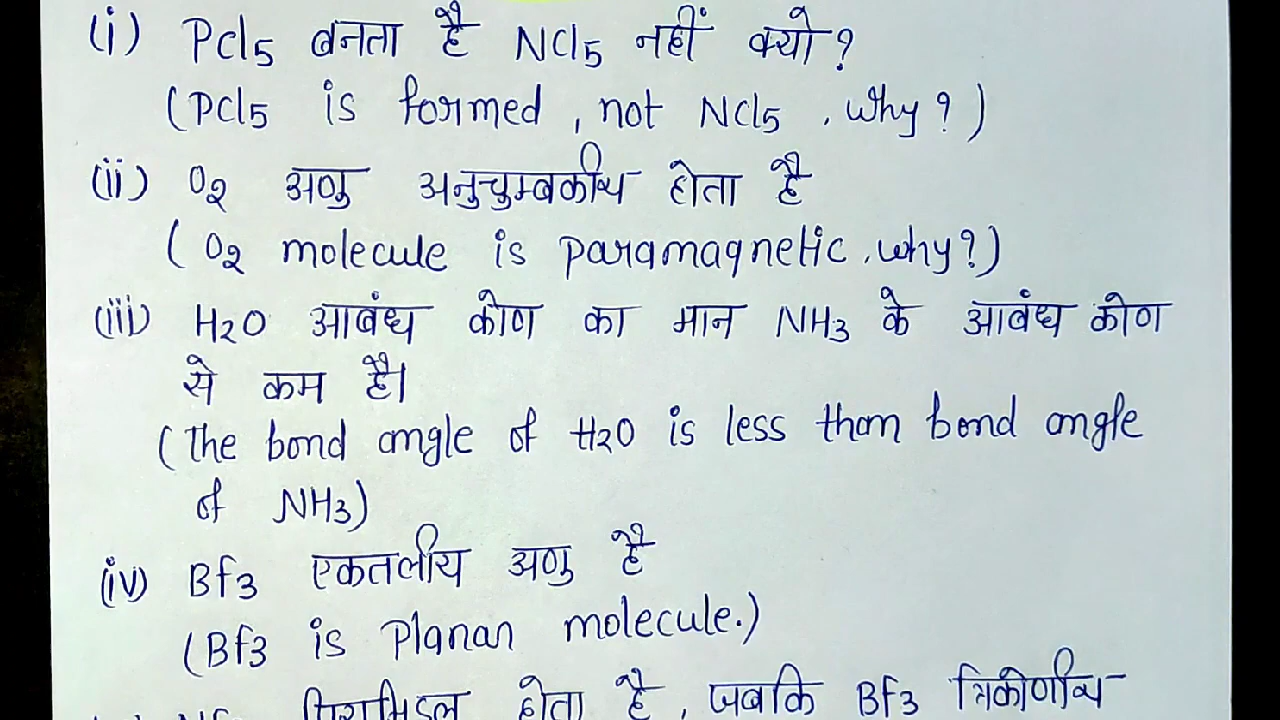 (i) Pcl5 बनता है NCl5 नहीं क्यो?
(PCl5 is formed, not NCl5, why?)
(ii) O2 अणु अनुचुम्बकीय होता है
(O2 molecule is paramagnetic, why?)
(iii) H2O आबंध कोण का मान NH3 के आबंध कोण
से कम है।
(The bond angle of H2O is less than bond angle
of NH3)
(iv) Bf3 एकतलीय अणु है
(Bf3 is Planan molecule.)
पिरामिडल होता है, जबकि Bf3 त्रिकोणीय